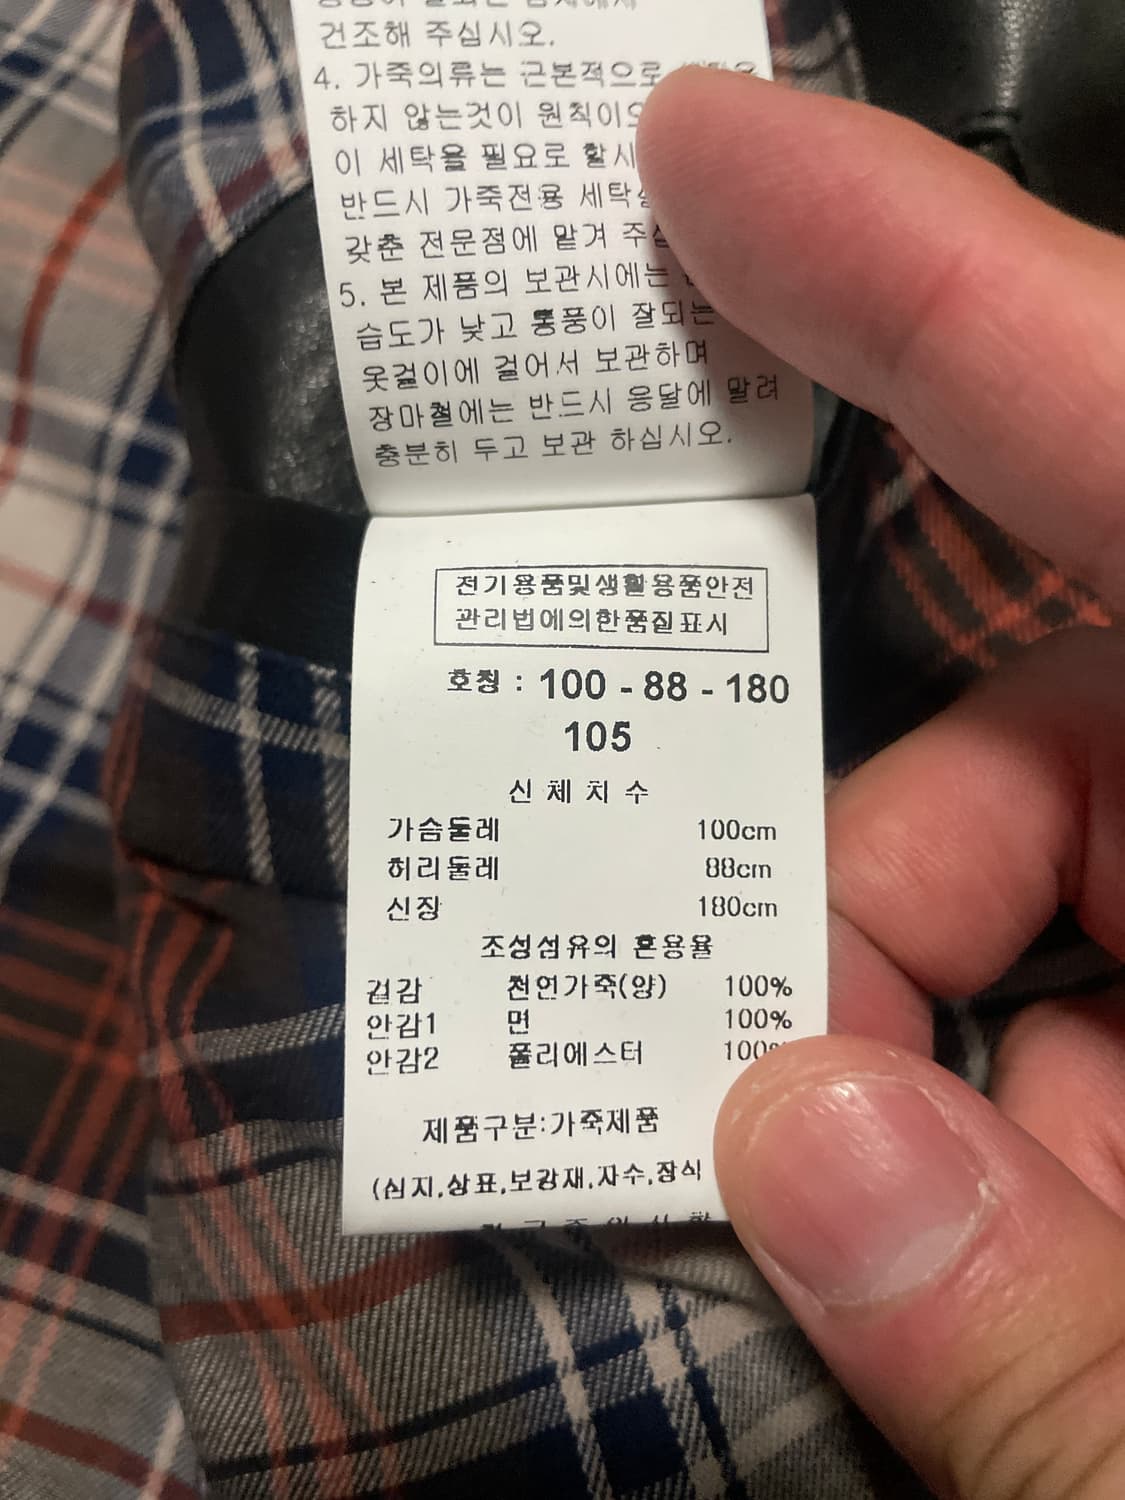 건조해 주십시오.
4. 가죽의류는 근본적으로
하지 않는것이
이 세탁을 필요로
반드시 가죽전용
갖춘 전문점에 맡겨
5. 본 제품의 보관시에는
습도가 낮고 통풍이 잘되는
옷걸이에 걸어서 보관하며
장마철에는 반드시 응달에 말려
충분히 두고 보관 하십시오.
전기용품및생활용품안전
관리법에의한품질표시
호칭 : 100 - 88 - 180
105
신 체 치 수
가슴둘레 100cm
허리둘레 88cm
신장 180cm
조성섬유의 혼용율
겉감 천연가죽(양) 100%
안감1 면 100%
안감2 폴리에스터
제품구분:가죽제품
(심지,상표,보강재,자수,장식